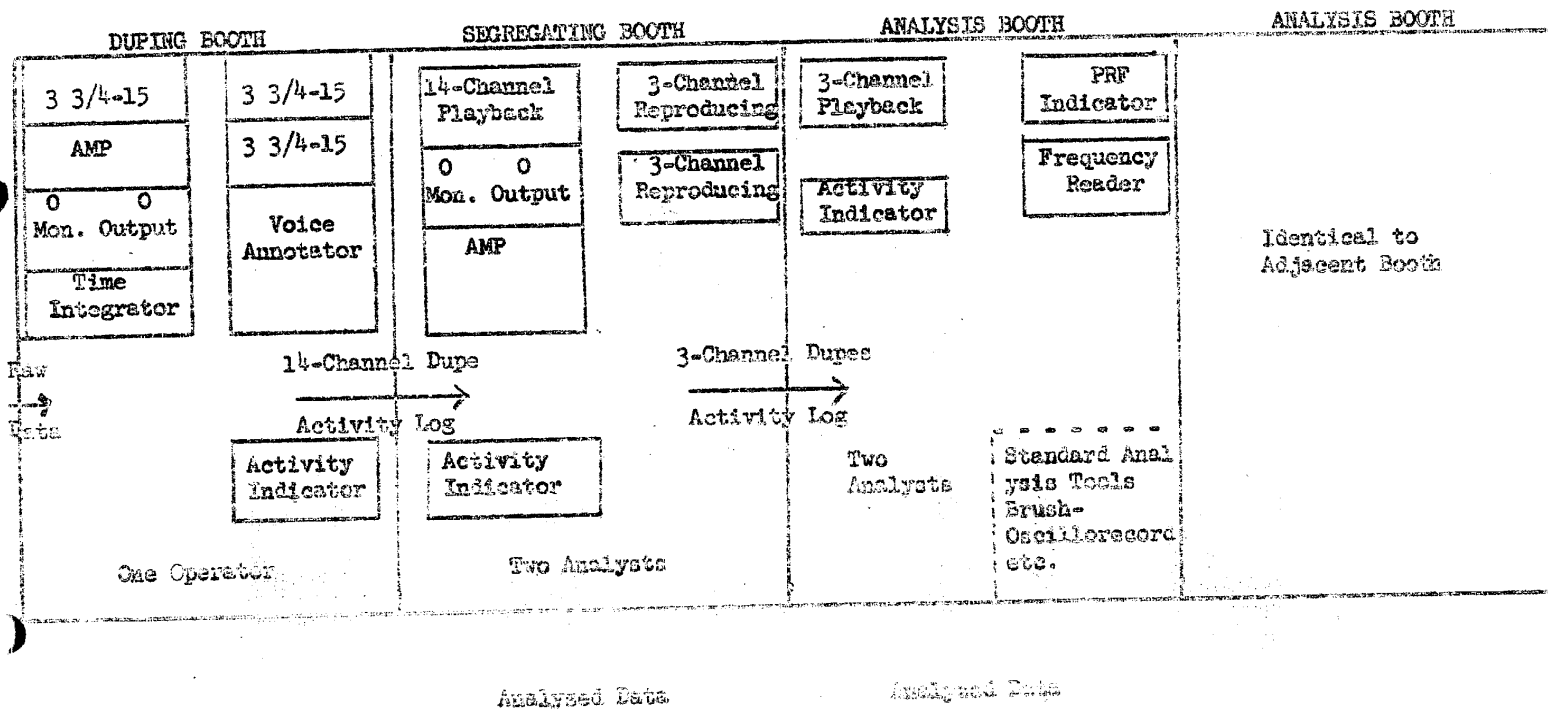 DUPING BOOTH
3 3/4-15
AMP
O O
Mon. Output
Time
Integrator
3 3/4-15
3 3/4-15
Voice
Annotator
Raw
Data
14-Channel Dupe
Activity Log
Activity
Indicator
One Operator
SEGREGATING BOOTH
14-Channel
Playback
O O
Mon. Output
AMP
3-Channel
Reproducing
3-Channel
Reproducing
3-Channel Dupes
Activity Log
Activity
Indicator
Two Analysts
ANALYSIS BOOTH
3-Channel
Playback
Activity
Indicator
PRF
Indicator
Frequency
Reader
Two
Analysts
Standard Anal
ysis Tools
Brush-
Oscillorecord
etc.
ANALYSIS BOOTH
Identical to
Adjacent Booth
Analysed Data
Analysed Data